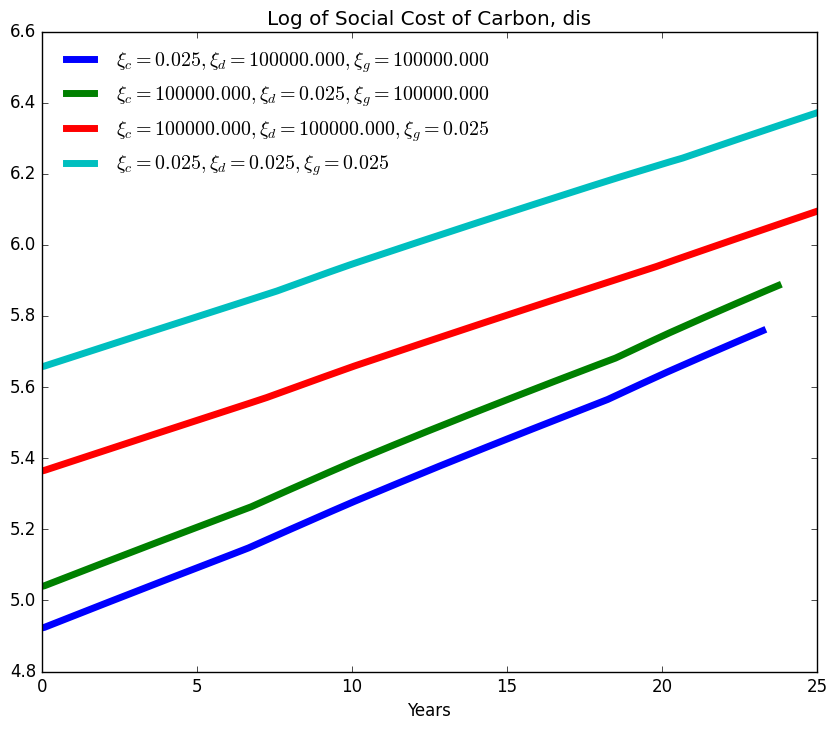 Log of Social Cost of Carbon, dis
6.6
6.4
6.2
6.0
5.8
5.6
5.4
5.2
5.0
4.8
ξc = 0.025, ξd = 100000.000, ξg = 100000.000
ξc = 100000.000, ξd = 0.025, ξg = 100000.000
ξc = 100000.000, ξd = 100000.000, ξg = 0.025
ξc = 0.025, ξd = 0.025, ξg = 0.025
0 5 10 15 20 25
Years